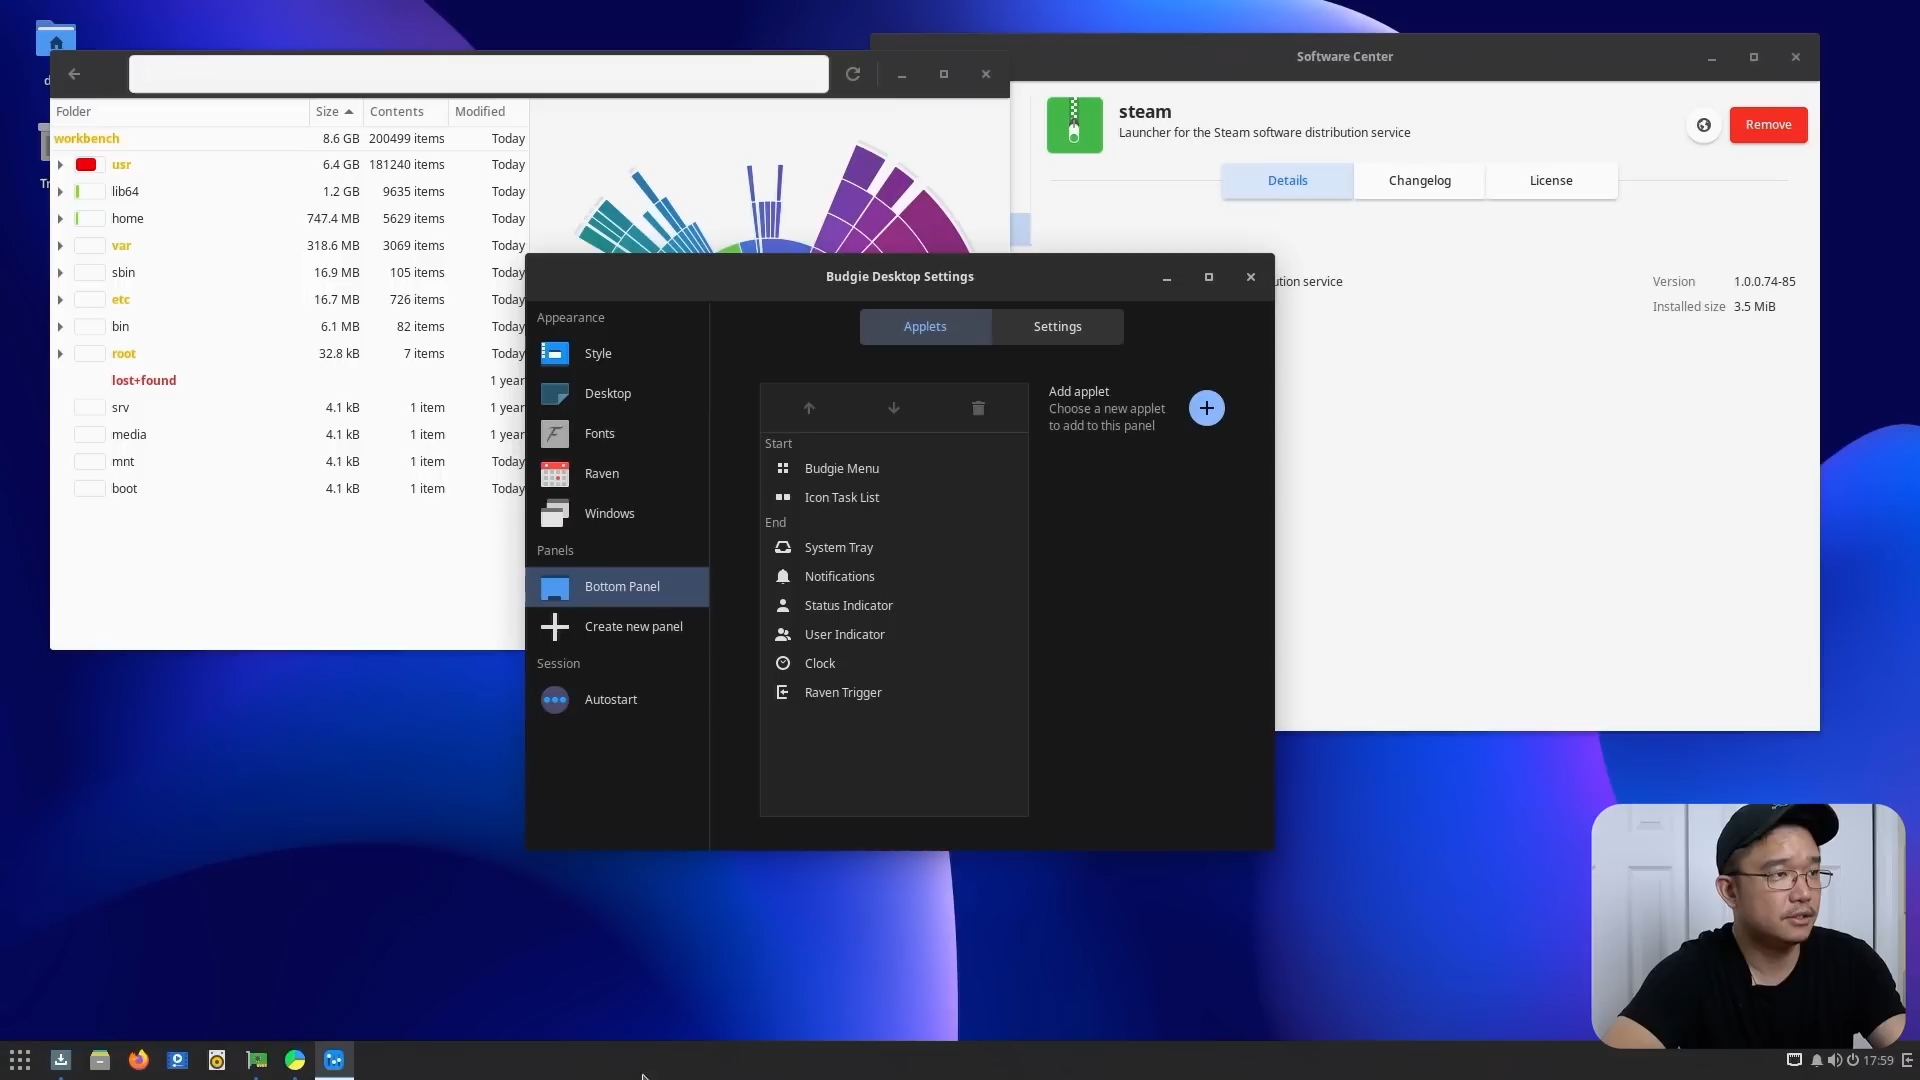 d
Tr
Folder Size Contents Modified
workbench 8.6 GB 200499 items Today
usr 6.4 GB 181240 items Today
lib64 1.2 GB 9635 items Today
home 747.4 MB 5629 items Today
var 318.6 MB 3069 items Today
sbin 16.9 MB 105 items Today
etc 16.7 MB 726 items Today
bin 6.1 MB 82 items Today
root 32.8 kB 7 items Today
lost+found 1 year
srv 4.1 kB 1 item 1 year
media 4.1 kB 1 item 1 year
mnt 4.1 kB 1 item Today
boot 4.1 kB 1 item Today
Software Center
steam
Launcher for the Steam software distribution service
Remove
Details Changelog License
ution service
Version 1.0.0.74-85
Installed size 3.5 MiB
Budgie Desktop Settings
Appearance
Style
Desktop
Fonts
Raven
Windows
Panels
Bottom Panel
Create new panel
Session
Autostart
Applets Settings
Start
Budgie Menu
Icon Task List
End
System Tray
Notifications
Status Indicator
User Indicator
Clock
Raven Trigger
Add applet
Choose a new applet
to add to this panel
17:59